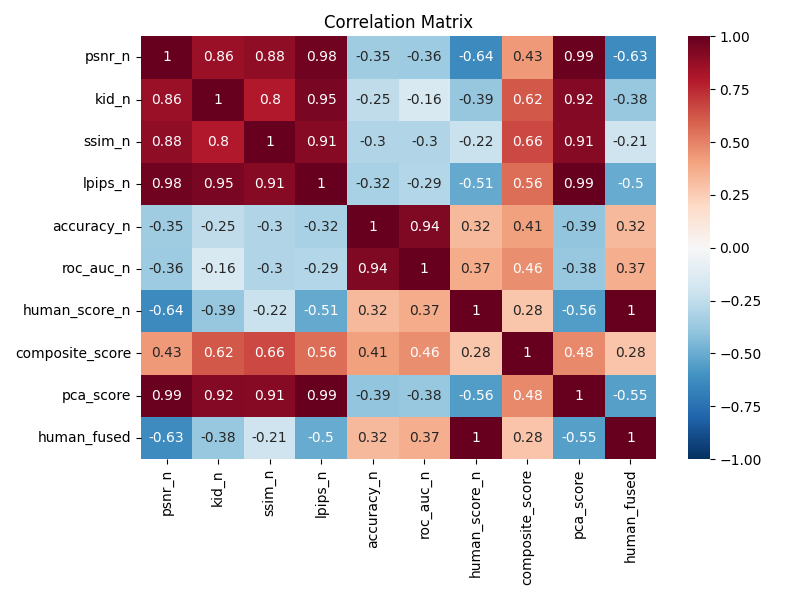 Correlation Matrix
psnr_n 1 0.86 0.88 0.98 -0.35 -0.36 -0.64 0.43 0.99 -0.63
kid_n 0.86 1 0.8 0.95 -0.25 -0.16 -0.39 0.62 0.92 -0.38
ssim_n 0.88 0.8 1 0.91 -0.3 -0.3 -0.22 0.66 0.91 -0.21
lpips_n 0.98 0.95 0.91 1 -0.32 -0.29 -0.51 0.56 0.99 -0.5
accuracy_n -0.35 -0.25 -0.3 -0.32 1 0.94 0.32 0.41 -0.39 0.32
roc_auc_n -0.36 -0.16 -0.3 -0.29 0.94 1 0.37 0.46 -0.38 0.37
human_score_n -0.64 -0.39 -0.22 -0.51 0.32 0.37 1 0.28 -0.56 1
composite_score 0.43 0.62 0.66 0.56 0.41 0.46 0.28 1 0.48 0.28
pca_score 0.99 0.92 0.91 0.99 -0.39 -0.38 -0.56 0.48 1 -0.55
human_fused -0.63 -0.38 -0.21 -0.5 0.32 0.37 1 0.28 -0.55 1
psnr_n
kid_n
ssim_n
lpips_n
accuracy_n
roc_auc_n
human_score_n
composite_score
pca_score
human_fused
1.00
0.75
0.50
0.25
0.00
−0.25
−0.50
−0.75
−1.00